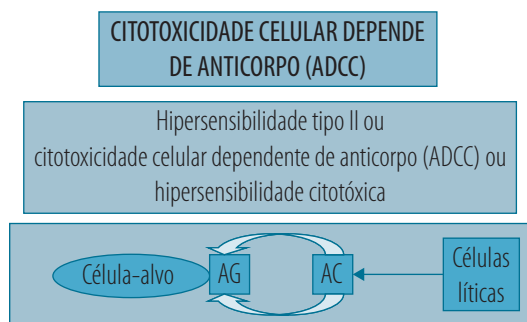 CITOTOXICIDADE CELULAR DEPENDE
DE ANTICORPO (ADCC)
Hipersensibilidade tipo II ou
citotoxicidade celular dependente de anticorpo (ADCC) ou
hipersensibilidade citotóxica
Célula-alvo
AG
AC
Células
líticas